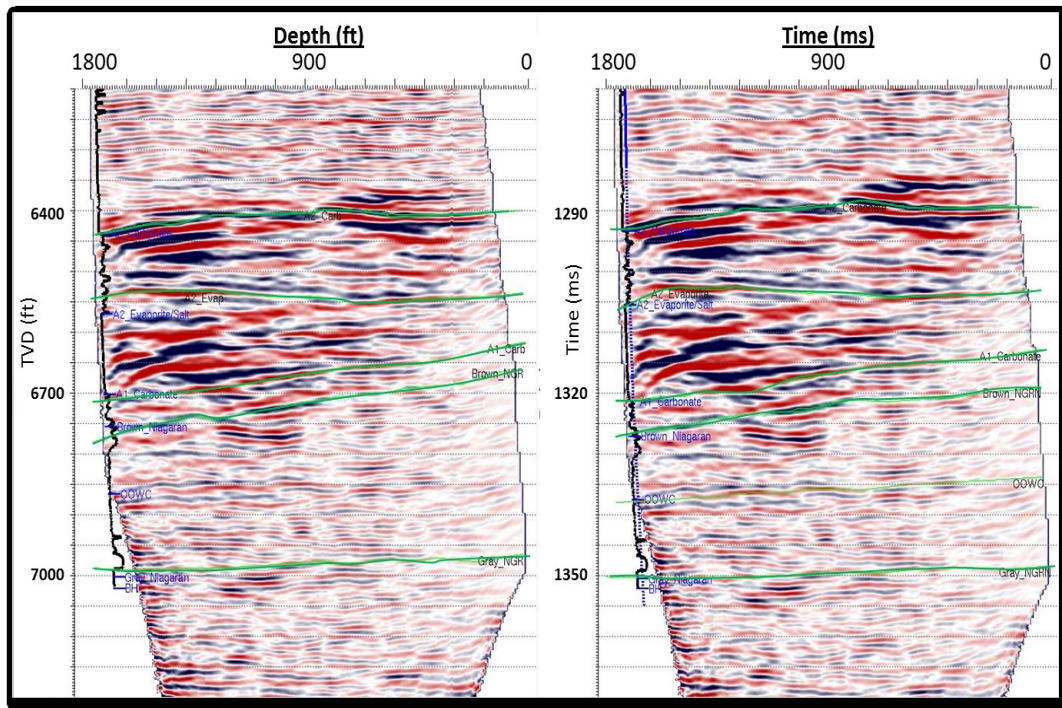 Depth (ft)
1800 900 0
TVD (ft)
6400
6700
7000
A2_Carb
A2_Evap
A2_Evaporite/Salt
A1_Carb
Brown_NGR
A1_Carbonate
Brown_Niagaran
OOWC
Gray_NGR
Gray_Niagaran
BH
Time (ms)
1800 900 0
Time (ms)
1290
1320
1350
A2_Carbonate
A2_Evaporite
A2_Evaporite/Salt
A1_Carbonate
A1_Carbonate
Brown_NGRN
Brown_Niagaran
OOWC
OOWC
Gray_NGRN
Gray_Niagaran
BH